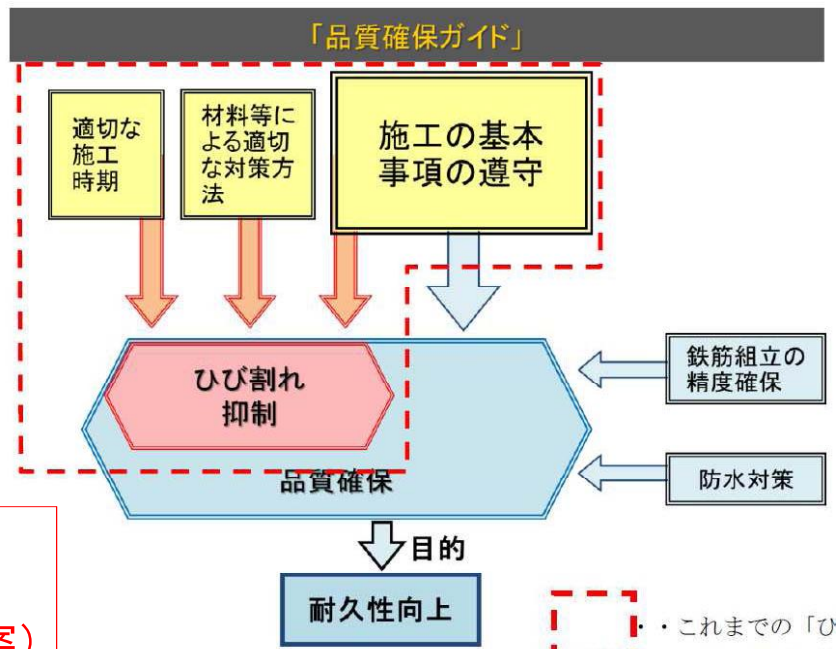 「品質確保ガイド」
適切な
施工
時期
材料等に
よる適切
な対策方
法
施工の基本
事項の遵守
ひび割れ
抑制
品質確保
鉄筋組立の
精度確保
防水対策
目的
耐久性向上
案)
・・これまでの「ひ